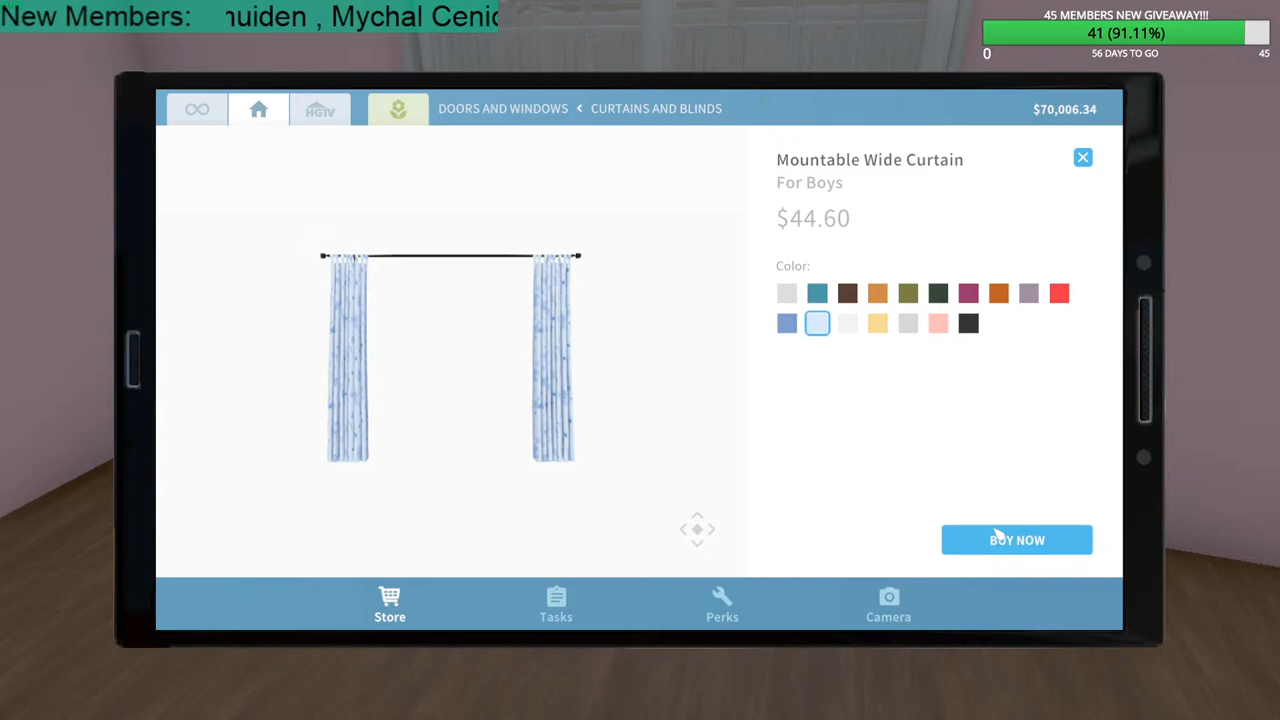 New Members: nuiden , Mychal Cenic
45 MEMBERS NEW GIVEAWAY!!!
41 (91.11%)
0 56 DAYS TO GO 45
HGTV
DOORS AND WINDOWS < CURTAINS AND BLINDS
$70,006.34
Mountable Wide Curtain
For Boys
$44.60
Color:
BUY NOW
Store Tasks Perks Camera